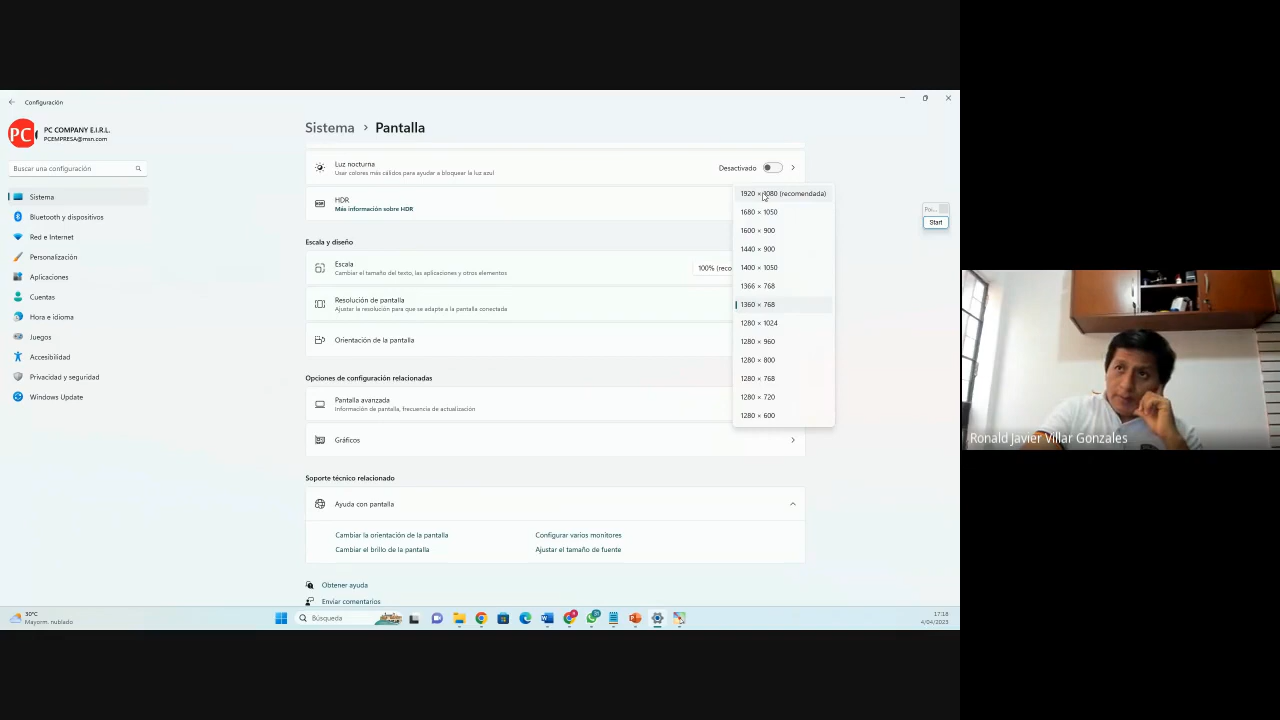 Configuración
PC
PC COMPANY E.I.R.L.
PCEMPRESA@msn.com
Buscar una configuración
Sistema
Bluetooth y dispositivos
Red e Internet
Personalización
Aplicaciones
Cuentas
Hora e idioma
Juegos
Accesibilidad
Privacidad y seguridad
Windows Update
Sistema > Pantalla
Luz nocturna
Usar colores más cálidos para ayudar a bloquear la luz azul
Desactivado
HDR
HDR
Más información sobre HDR
Escala y diseño
Escala
Cambiar el tamaño del texto, las aplicaciones y otros elementos
100% (reco
Resolución de pantalla
Ajustar la resolución para que se adapte a la pantalla conectada
Orientación de la pantalla
Opciones de configuración relacionadas
Pantalla avanzada
Información de pantalla, frecuencia de actualización
Gráficos
Soporte técnico relacionado
Ayuda con pantalla
Cambiar la orientación de la pantalla
Configurar varios monitores
Cambiar el brillo de la pantalla
Ajustar el tamaño de fuente
Obtener ayuda
Enviar comentarios
1920 × 1080 (recomendada)
1680 × 1050
1600 × 900
1440 × 900
1400 × 1050
1366 × 768
1360 × 768
1280 × 1024
1280 × 960
1280 × 800
1280 × 768
1280 × 720
1280 × 600
Start
30°C
Mayorm. nublado
Búsqueda
17:18
4/04/2023
Ronald Javier Villar Gonzales